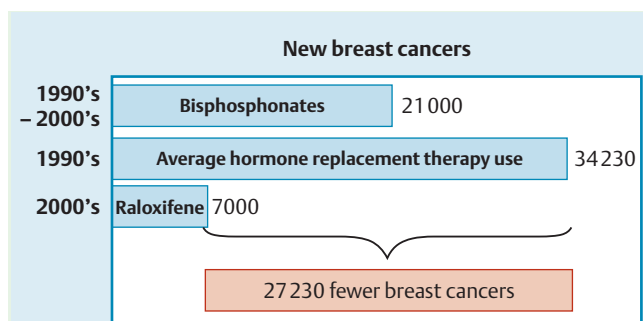 New breast cancers
1990's
– 2000's
Bisphosphonates
21 000
1990's
Average hormone replacement therapy use
34 230
2000's
Raloxifene
7000
27 230 fewer breast cancers